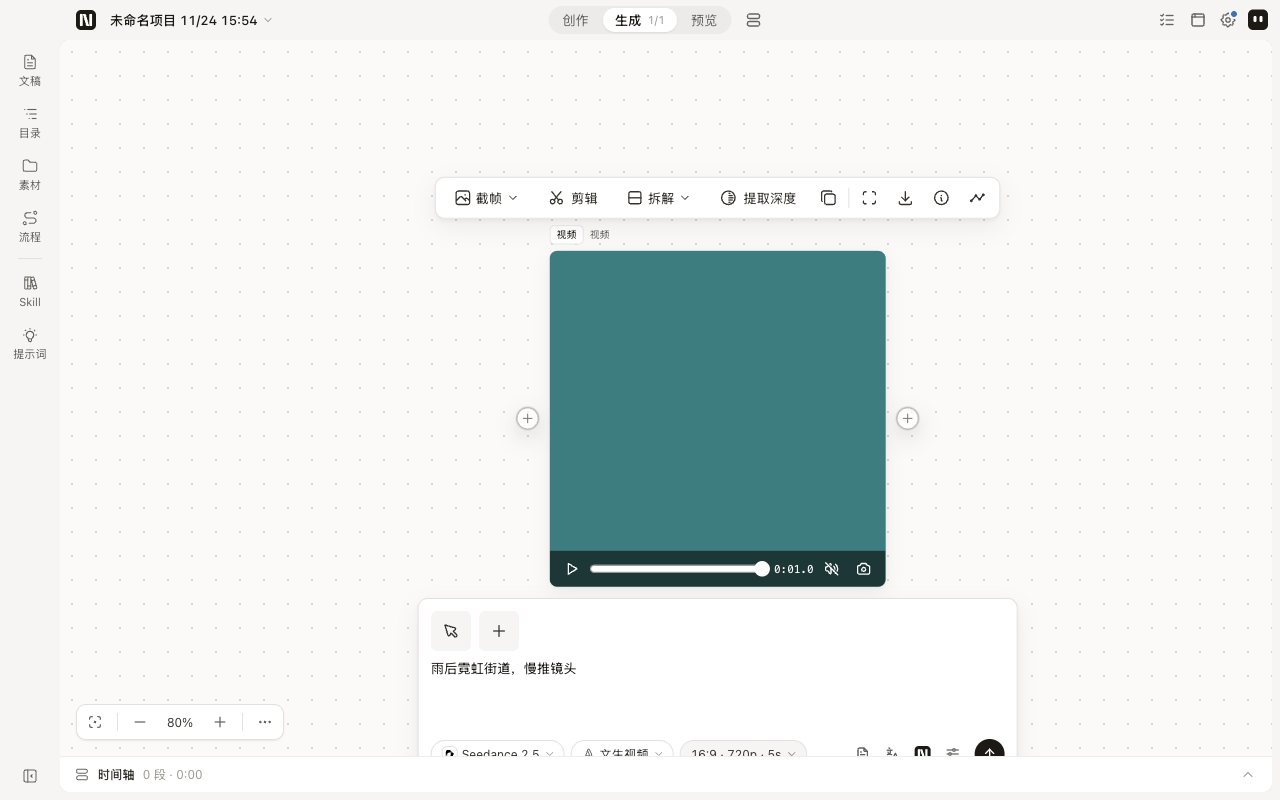 未命名项目 11/24 15:54
创作 生成 1/1 预览
文稿
目录
素材
流程
Skill
提示词
截帧 剪辑 拆解 提取深度
视频 视频
0:01.0
雨后霓虹街道，慢推镜头
Seedance 2.5 文生视频 16:9 · 720p · 5s
80%
时间轴 0 段 · 0:00